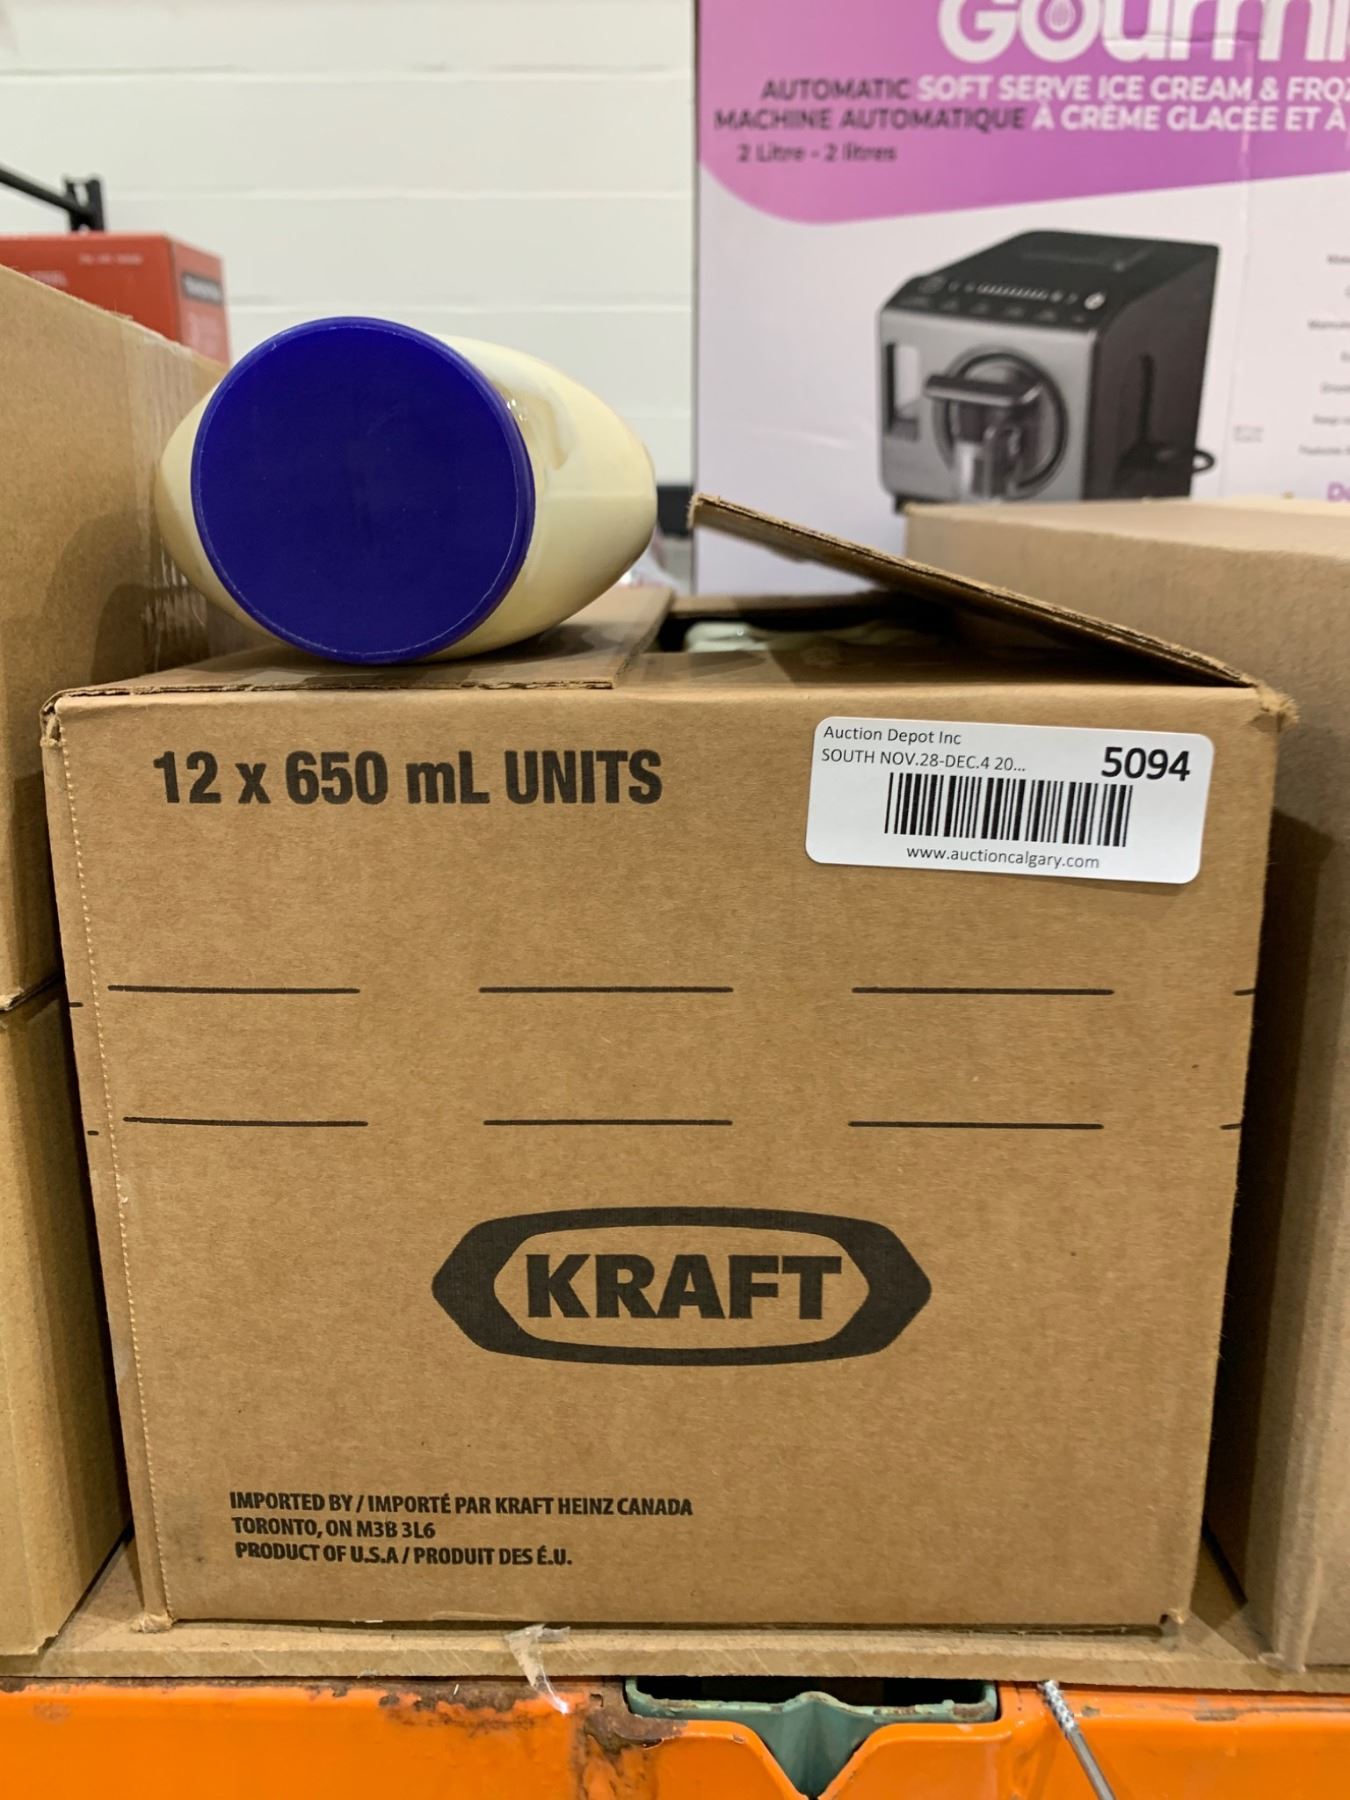 Gourmi
AUTOMATIC SOFT SERVE ICE CREAM & FROZ
MACHINE AUTOMATIQUE À CRÈME GLACÉE ET À
2 Litre - 2 litres
12 x 650 mL UNITS
Auction Depot Inc
SOUTH NOV.28-DEC.4 20...
5094
www.auctioncalgary.com
KRAFT
IMPORTED BY / IMPORTÉ PAR KRAFT HEINZ CANADA
TORONTO, ON M3B 3L6
PRODUCT OF U.S.A / PRODUIT DES É.U.